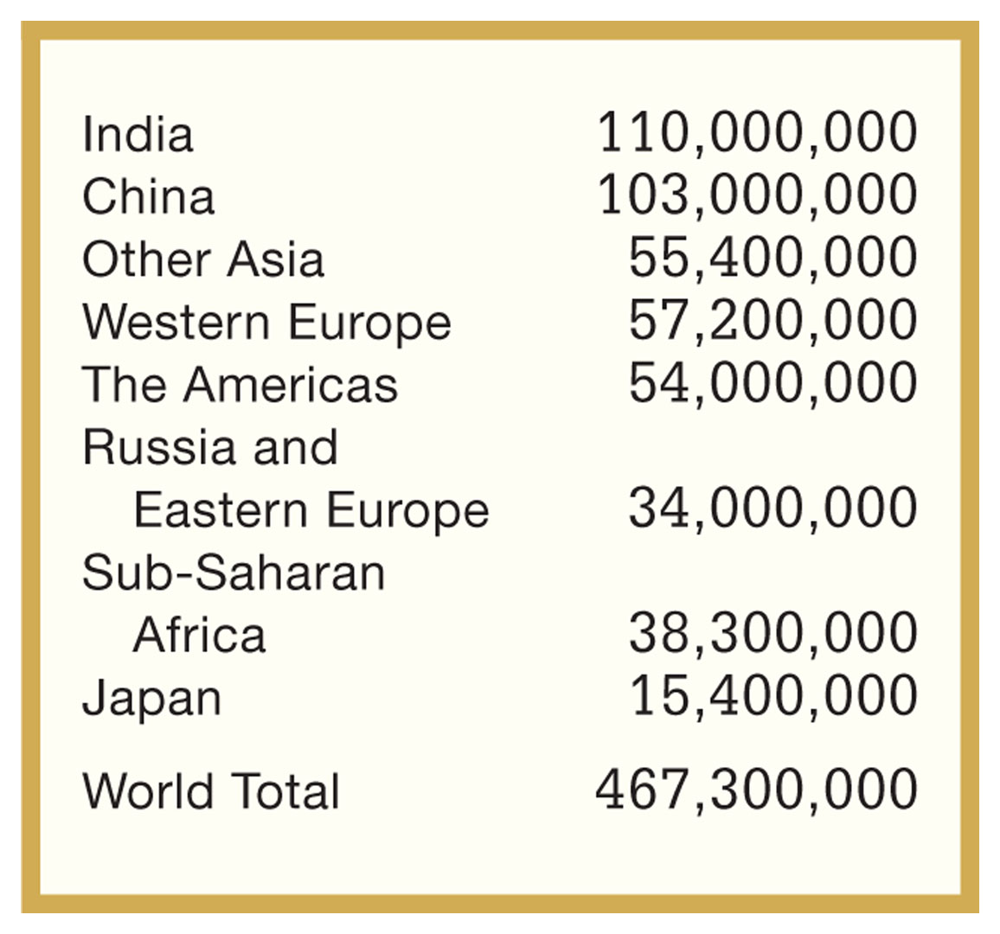 India 110,000,000
China 103,000,000
Other Asia 55,400,000
Western Europe 57,200,000
The Americas 54,000,000
Russia and
Eastern Europe 34,000,000
Sub-Saharan
Africa 38,300,000
Japan 15,400,000
World Total 467,300,000